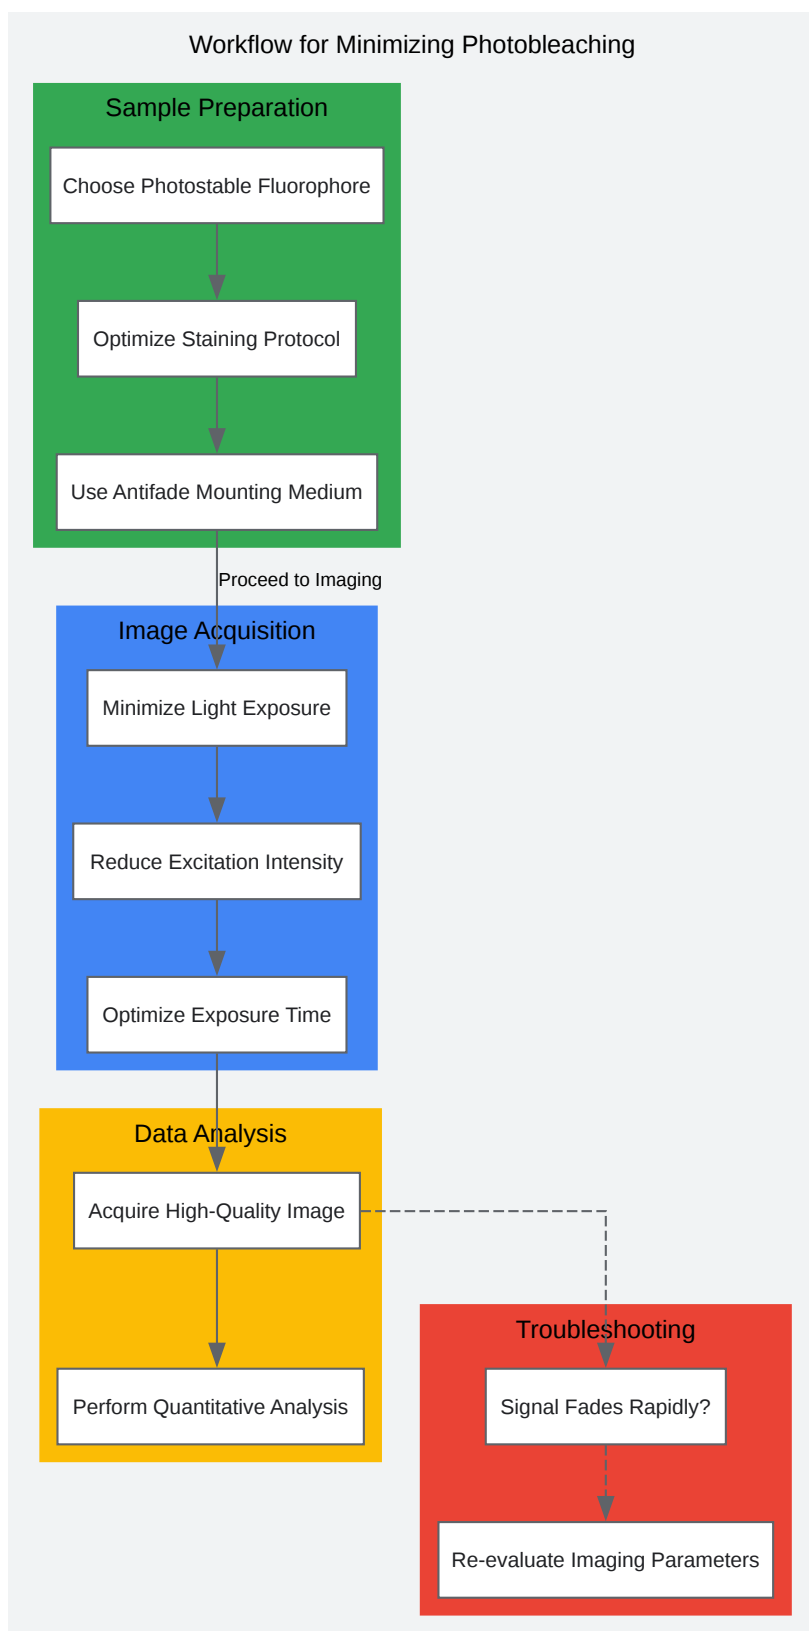 Workflow for Minimizing Photobleaching
Sample Preparation
Choose Photostable Fluorophore
Optimize Staining Protocol
Use Antifade Mounting Medium
Proceed to Imaging
Image Acquisition
Minimize Light Exposure
Reduce Excitation Intensity
Optimize Exposure Time
Data Analysis
Acquire High-Quality Image
Perform Quantitative Analysis
Troubleshooting
Signal Fades Rapidly?
Re-evaluate Imaging Parameters